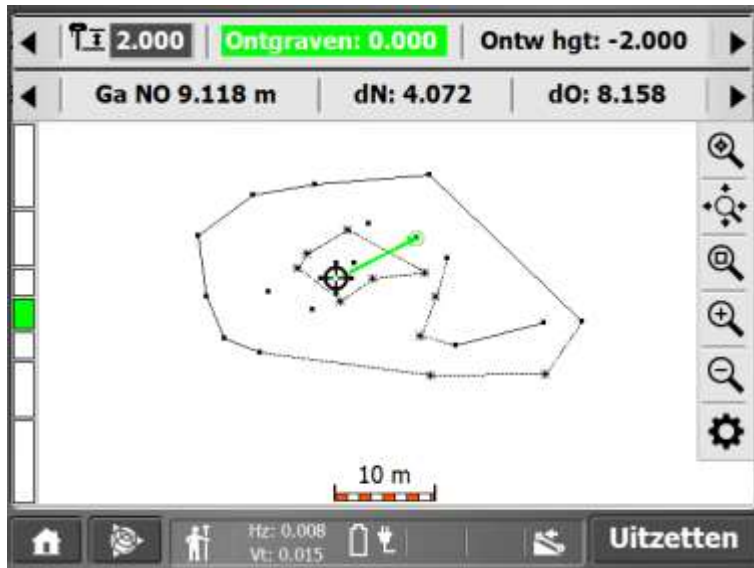 2.000 Ontgraven: 0.000 Ontw hgt: -2.000
Ga NO 9.118 m dN: 4.072 dO: 8.158
10 m
Hz: 0.008
Vt: 0.015
Uitzetten